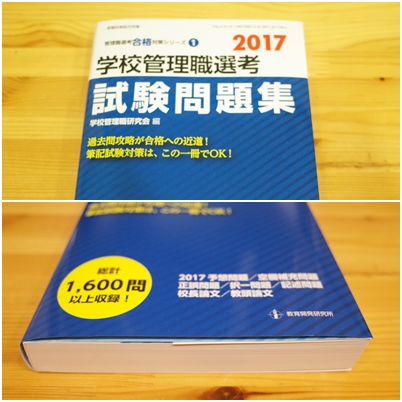 管理職選考合格対策シリーズ 1
2017
学校管理職選考
試験問題集
学校管理職研究会 編
過去問攻略が合格への近道!
筆記試験対策は、この一冊でOK!
総計
1,600問
以上収録!
2017予想問題/空欄補充問題
正誤問題/択一問題/記述問題
校長論文/教頭論文
教育開発研究所